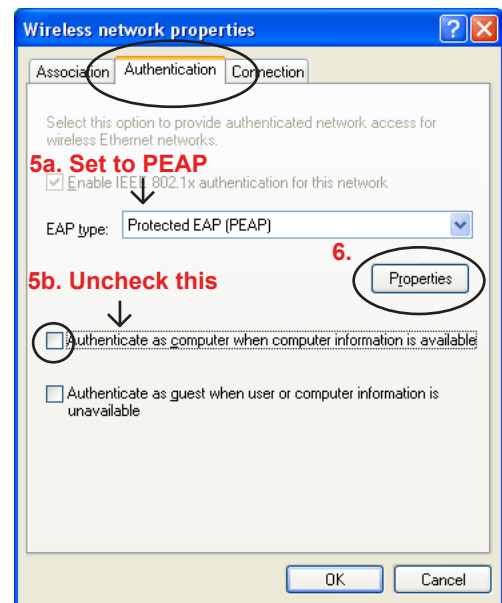 Wireless network properties
Association Authentication Connection
Select this option to provide authenticated network access for
wireless Ethernet networks.
5a. Set to PEAP
Enable IEEE 802.1x authentication for this network
EAP type: Protected EAP (PEAP)
6.
Properties
5b. Uncheck this
Authenticate as computer when computer information is available
Authenticate as guest when user or computer information is
unavailable
OK Cancel